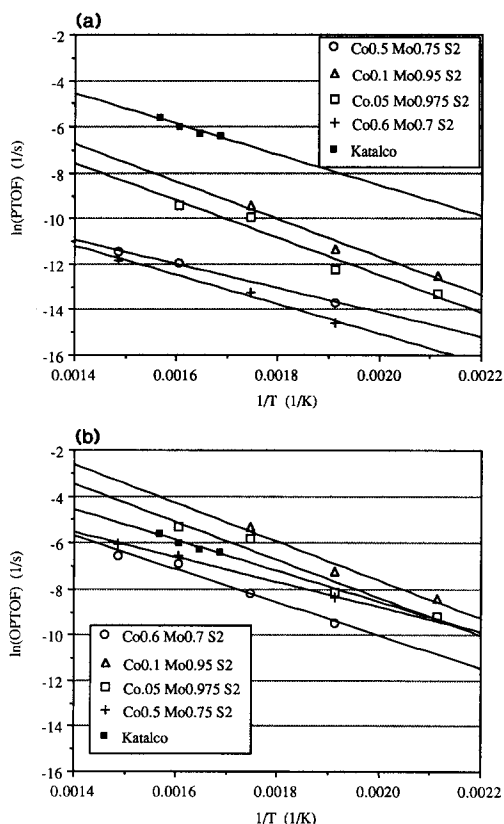 (a)
-2
-4
-6
-8
-10
-12
-14
-16
ln(PTOF) (1/s)
Co0.5 Mo0.75 S2
Co0.1 Mo0.95 S2
Co.05 Mo0.975 S2
Co0.6 Mo0.7 S2
Katalco
0.0014 0.0016 0.0018 0.0020 0.0022
1/T (1/K)
(b)
-2
-4
-6
-8
-10
-12
-14
-16
ln(OPTOF) (1/s)
Co0.6 Mo0.7 S2
Co0.1 Mo0.95 S2
Co.05 Mo0.975 S2
Co0.5 Mo0.75 S2
Katalco
0.0014 0.0016 0.0018 0.0020 0.0022
1/T (1/K)